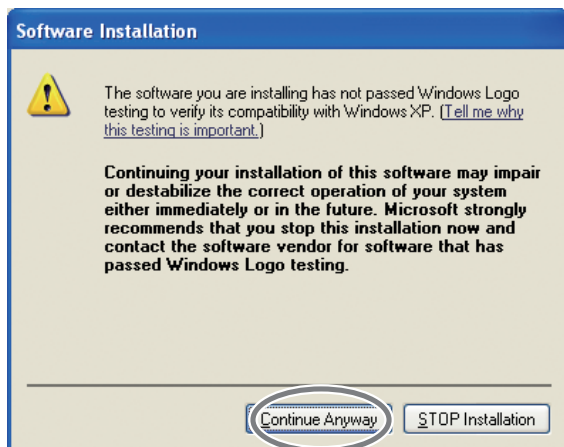 Software Installation
The software you are installing has not passed Windows Logo
testing to verify its compatibility with Windows XP. (Tell me why
this testing is important.)
Continuing your installation of this software may impair
or destabilize the correct operation of your system
either immediately or in the future. Microsoft strongly
recommends that you stop this installation now and
contact the software vendor for software that has
passed Windows Logo testing.
Continue Anyway
STOP Installation